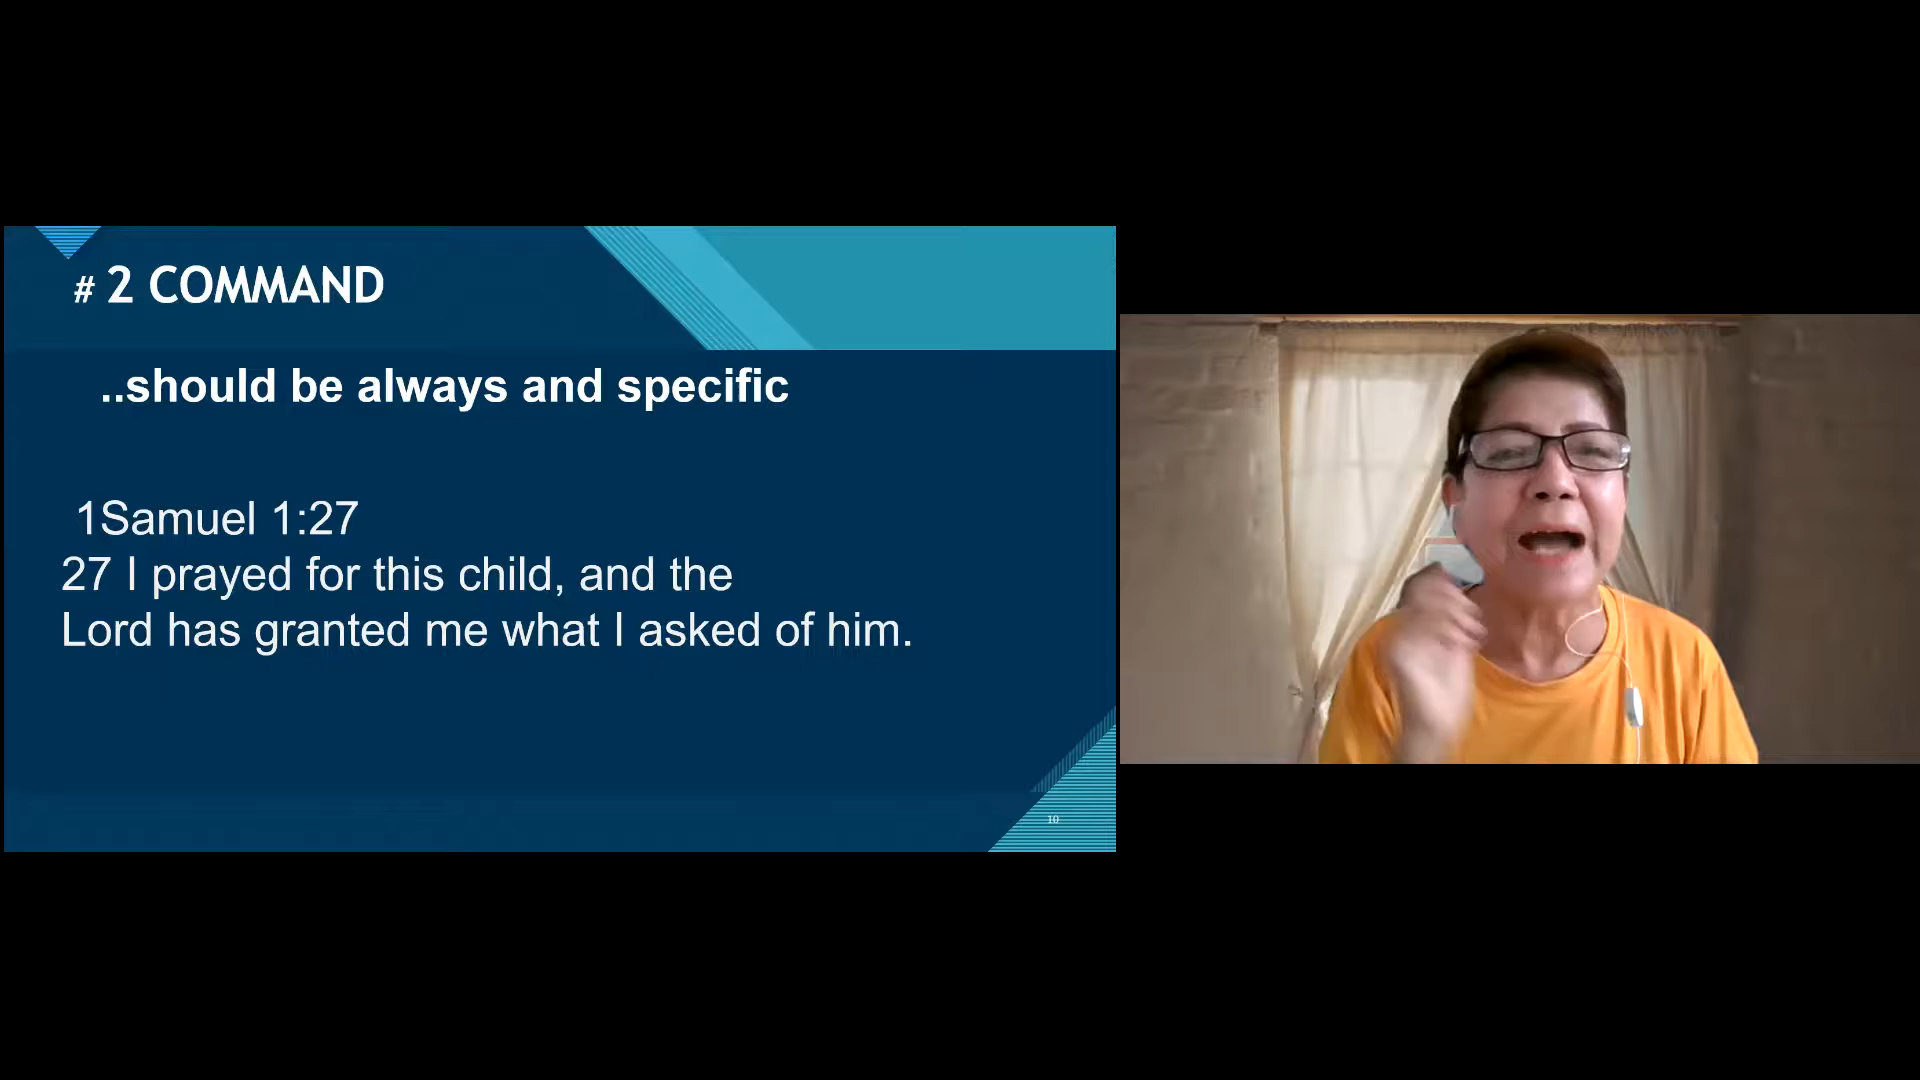 # 2 COMMAND
..should be always and specific
1Samuel 1:27
27 I prayed for this child, and the
Lord has granted me what I asked of him.
10